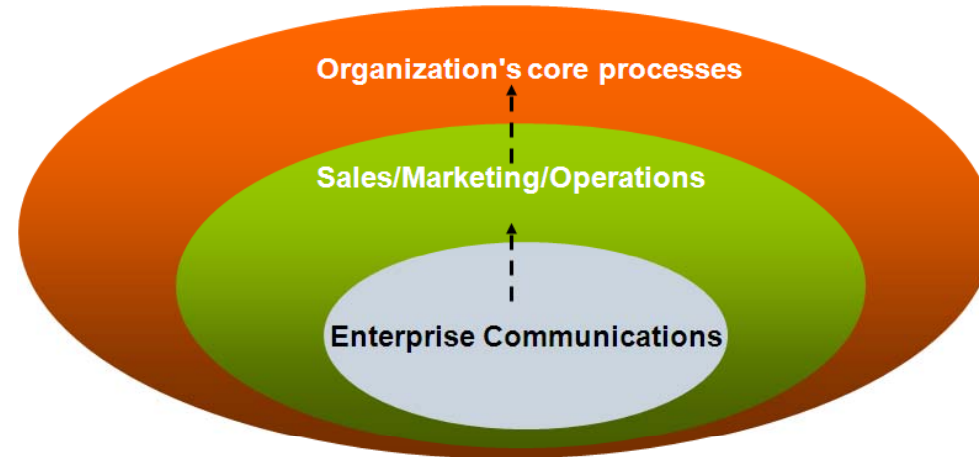 Organization's core processes
Sales/Marketing/Operations
Enterprise Communications